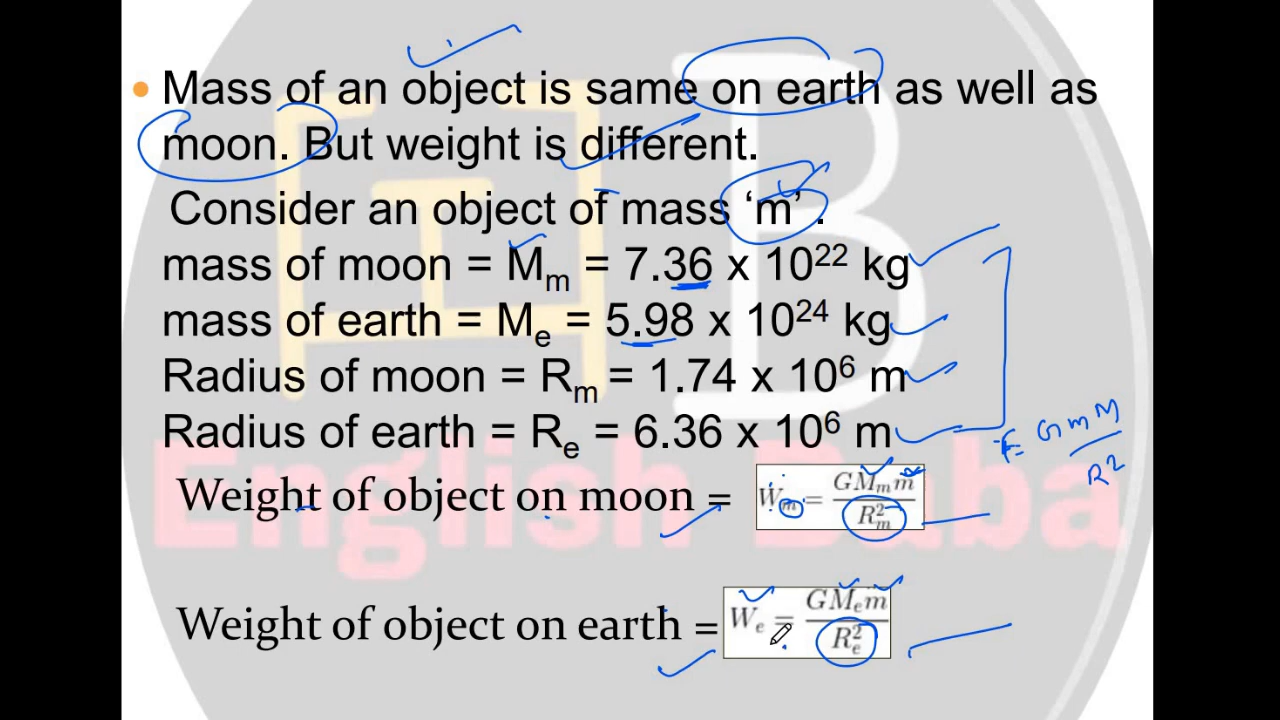 • Mass of an object is same on earth as well as
moon. But weight is different.
Consider an object of mass ‘m’ .
mass of moon = Mₘ = 7.36 x 10²² kg
mass of earth = Mₑ = 5.98 x 10²⁴ kg
Radius of moon = Rₘ = 1.74 x 10⁶ m
Radius of earth = Rₑ = 6.36 x 10⁶ m
F = G m M / R²
Weight of object on moon = Wₘ = GMₘm / Rₘ²
English Baba
Weight of object on earth = Wₑ = GMₑm / Rₑ²